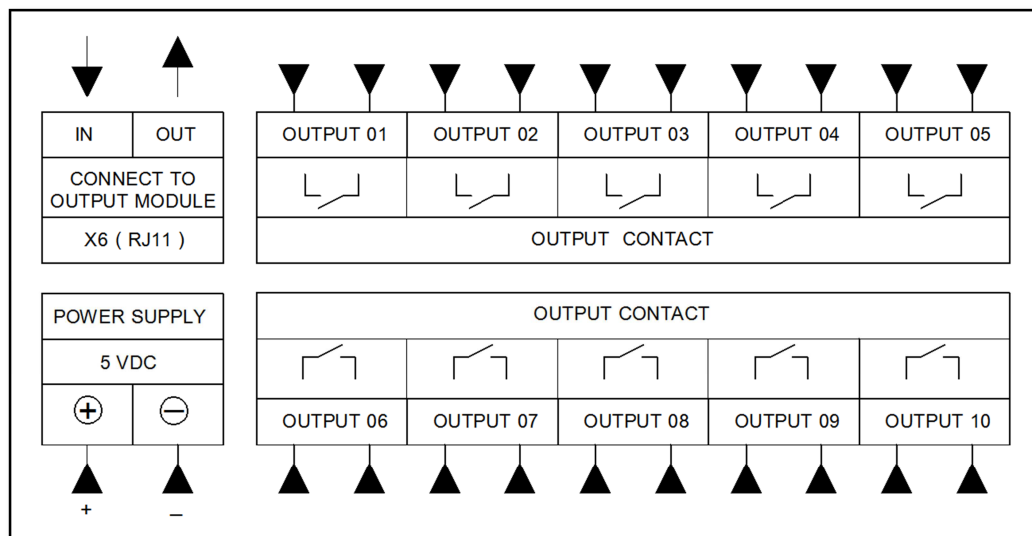 IN OUT
CONNECT TO
OUTPUT MODULE
X6 ( RJ11 )
OUTPUT 01 OUTPUT 02 OUTPUT 03 OUTPUT 04 OUTPUT 05
OUTPUT CONTACT
POWER SUPPLY
5 VDC
+ −
+ −
OUTPUT CONTACT
OUTPUT 06 OUTPUT 07 OUTPUT 08 OUTPUT 09 OUTPUT 10